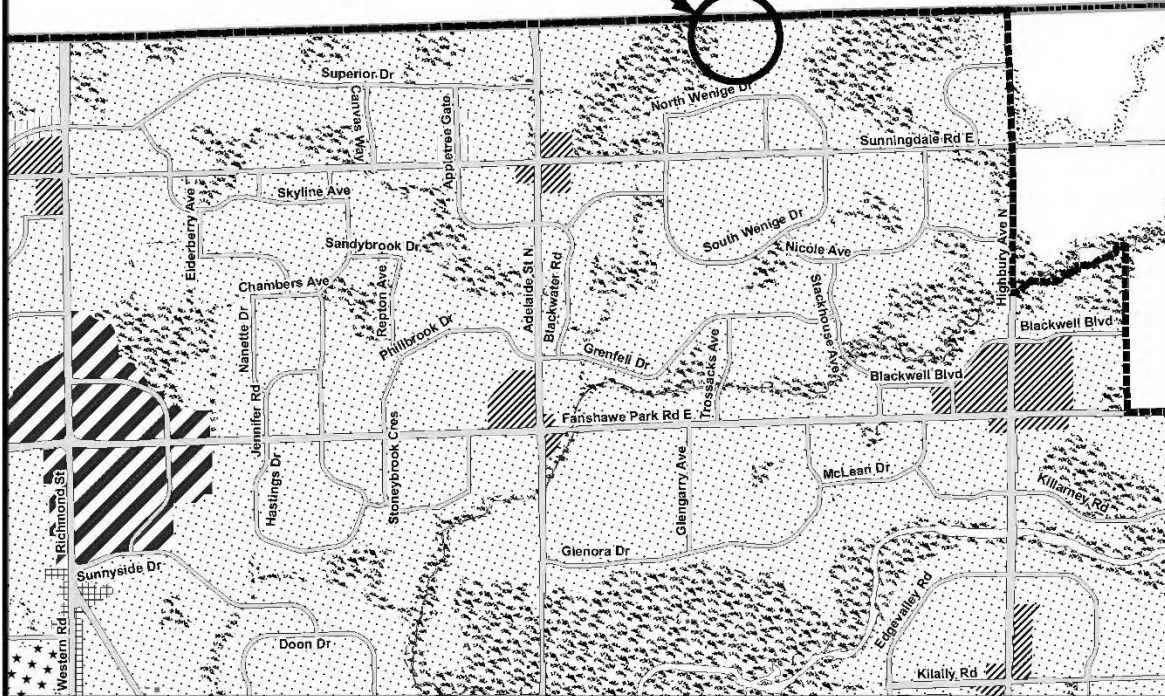 Superior Dr
Canvas Way
Appletree Gate
North Wenige Dr
Sunningdale Rd E
Skyline Ave
Elderberry Ave
Sandybrook Dr
South Wenige Dr
Nicole Ave
Chambers Ave
Repton Ave
Adelaide St N
Blackwater Rd
Stackhouse Ave
Highbury Ave N
Blackwell Blvd
Nanette Dr
Phillbrook Dr
Grenfell Dr
Trossacks Ave
Blackwell Blvd
Jennifer Rd
Fanshawe Park Rd E
Richmond St
Hastings Dr
Stoneybrook Cres
Glengarry Ave
McLean Dr
Killarney Rd
Glenora Dr
Sunnyside Dr
Edgevalley Rd
Western Rd
Doon Dr
Kilally Rd